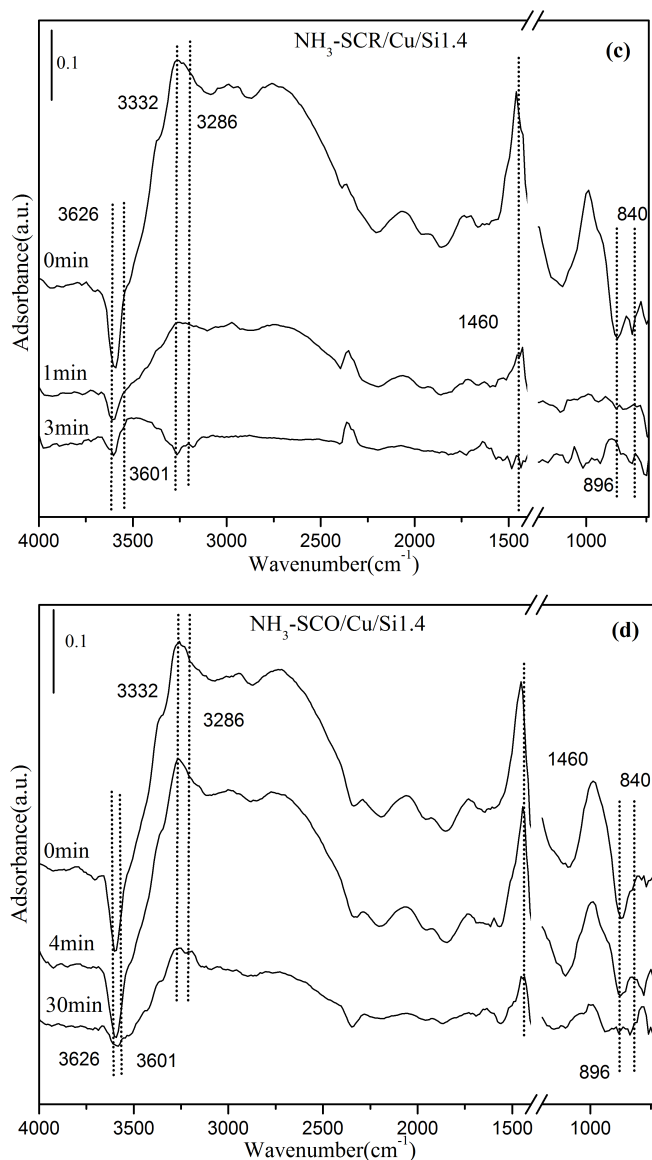 NH3-SCR/Cu/Si1.4
(c)
0.1
3332
3286
3626
840
0min
1460
1min
3min
3601
896
Adsorbance(a.u.)
4000 3500 3000 2500 2000 1500 1000
Wavenumber(cm-1)
NH3-SCO/Cu/Si1.4
(d)
0.1
3332
3286
1460
840
0min
4min
30min
3626
3601
896
Adsorbance(a.u.)
4000 3500 3000 2500 2000 1500 1000
Wavenumber(cm-1)